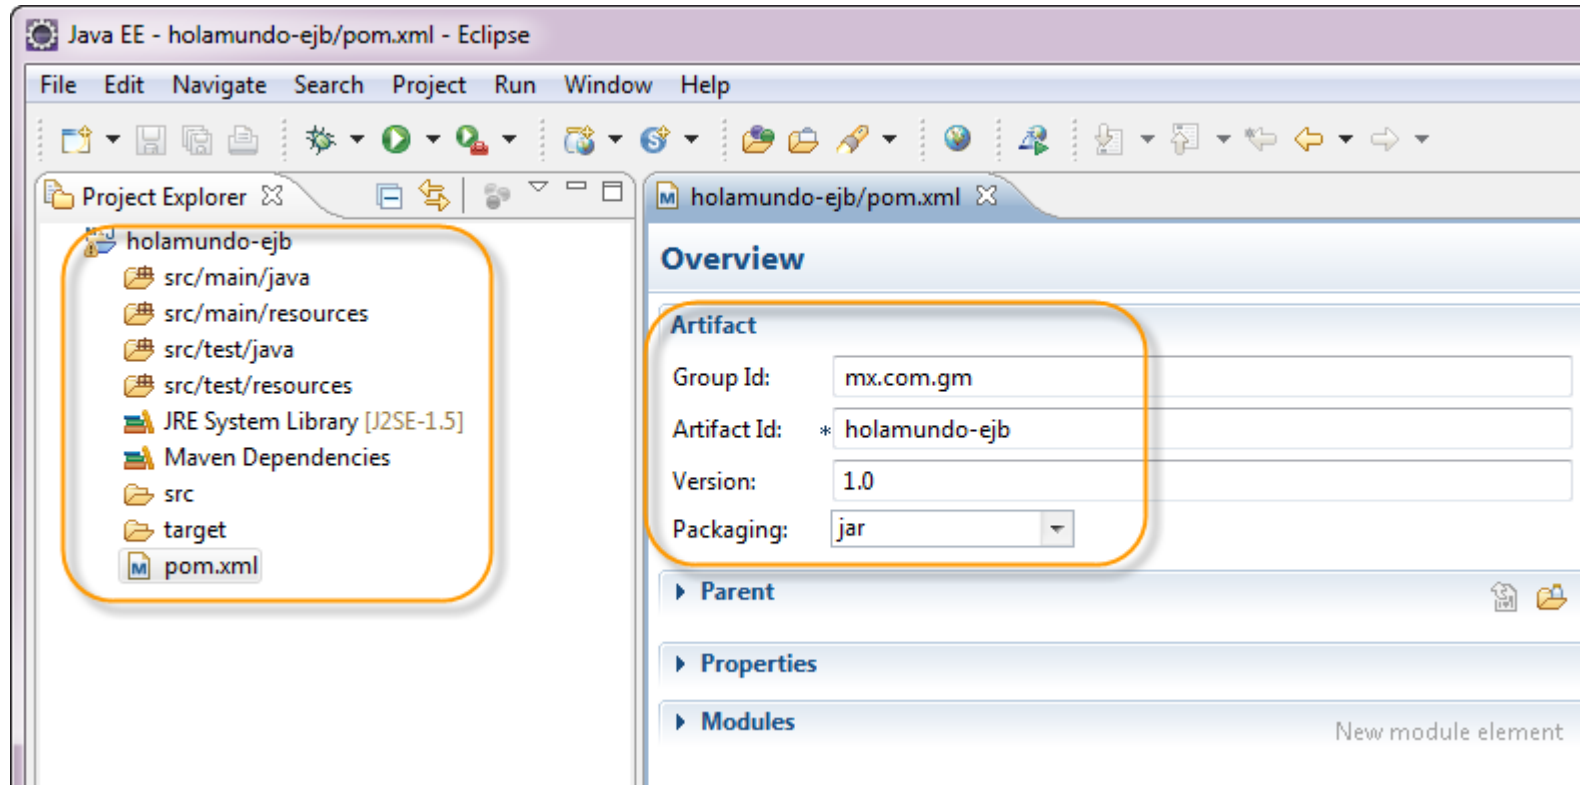 Java EE - holamundo-ejb/pom.xml - Eclipse
File Edit Navigate Search Project Run Window Help
Project Explorer
holamundo-ejb
src/main/java
src/main/resources
src/test/java
src/test/resources
JRE System Library [J2SE-1.5]
Maven Dependencies
src
target
pom.xml
holamundo-ejb/pom.xml
Overview
Artifact
Group Id: mx.com.gm
Artifact Id: * holamundo-ejb
Version: 1.0
Packaging: jar
Parent
Properties
Modules
New module element